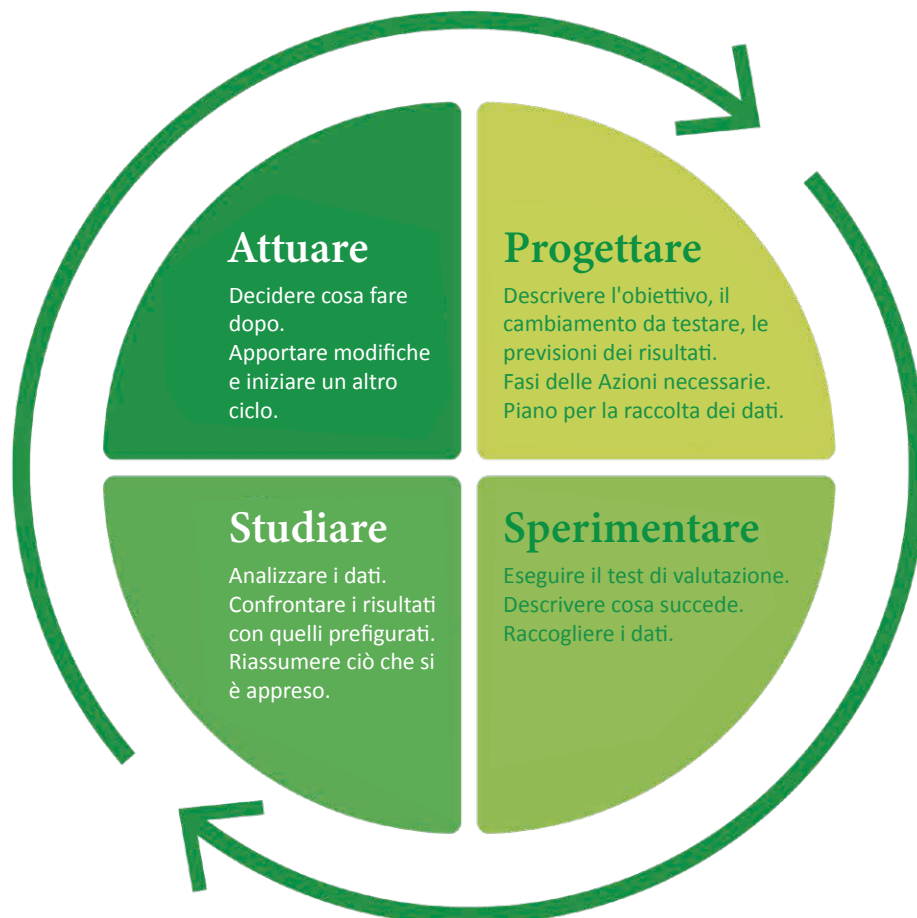 Attuare
Decidere cosa fare
dopo.
Apportare modifiche
e iniziare un altro
ciclo.
Progettare
Descrivere l'obiettivo, il
cambiamento da testare, le
previsioni dei risultati.
Fasi delle Azioni necessarie.
Piano per la raccolta dei dati.
Studiare
Analizzare i dati.
Confrontare i risultati
con quelli prefigurati.
Riassumere ciò che si
è appreso.
Sperimentare
Eseguire il test di valutazione.
Descrivere cosa succede.
Raccogliere i dati.